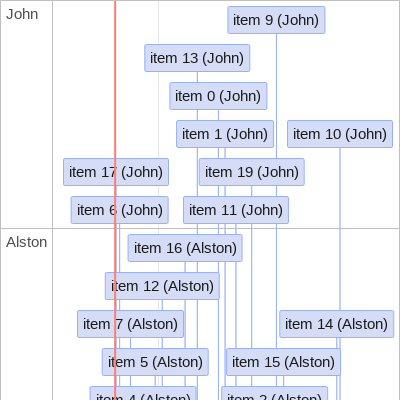 John
item 9 (John)
item 13 (John)
item 0 (John)
item 1 (John)
item 10 (John)
item 17 (John)
item 19 (John)
item 6 (John)
item 11 (John)
Alston
item 16 (Alston)
item 12 (Alston)
item 7 (Alston)
item 14 (Alston)
item 5 (Alston)
item 15 (Alston)
item 4 (Alston)
item 2 (Alston)